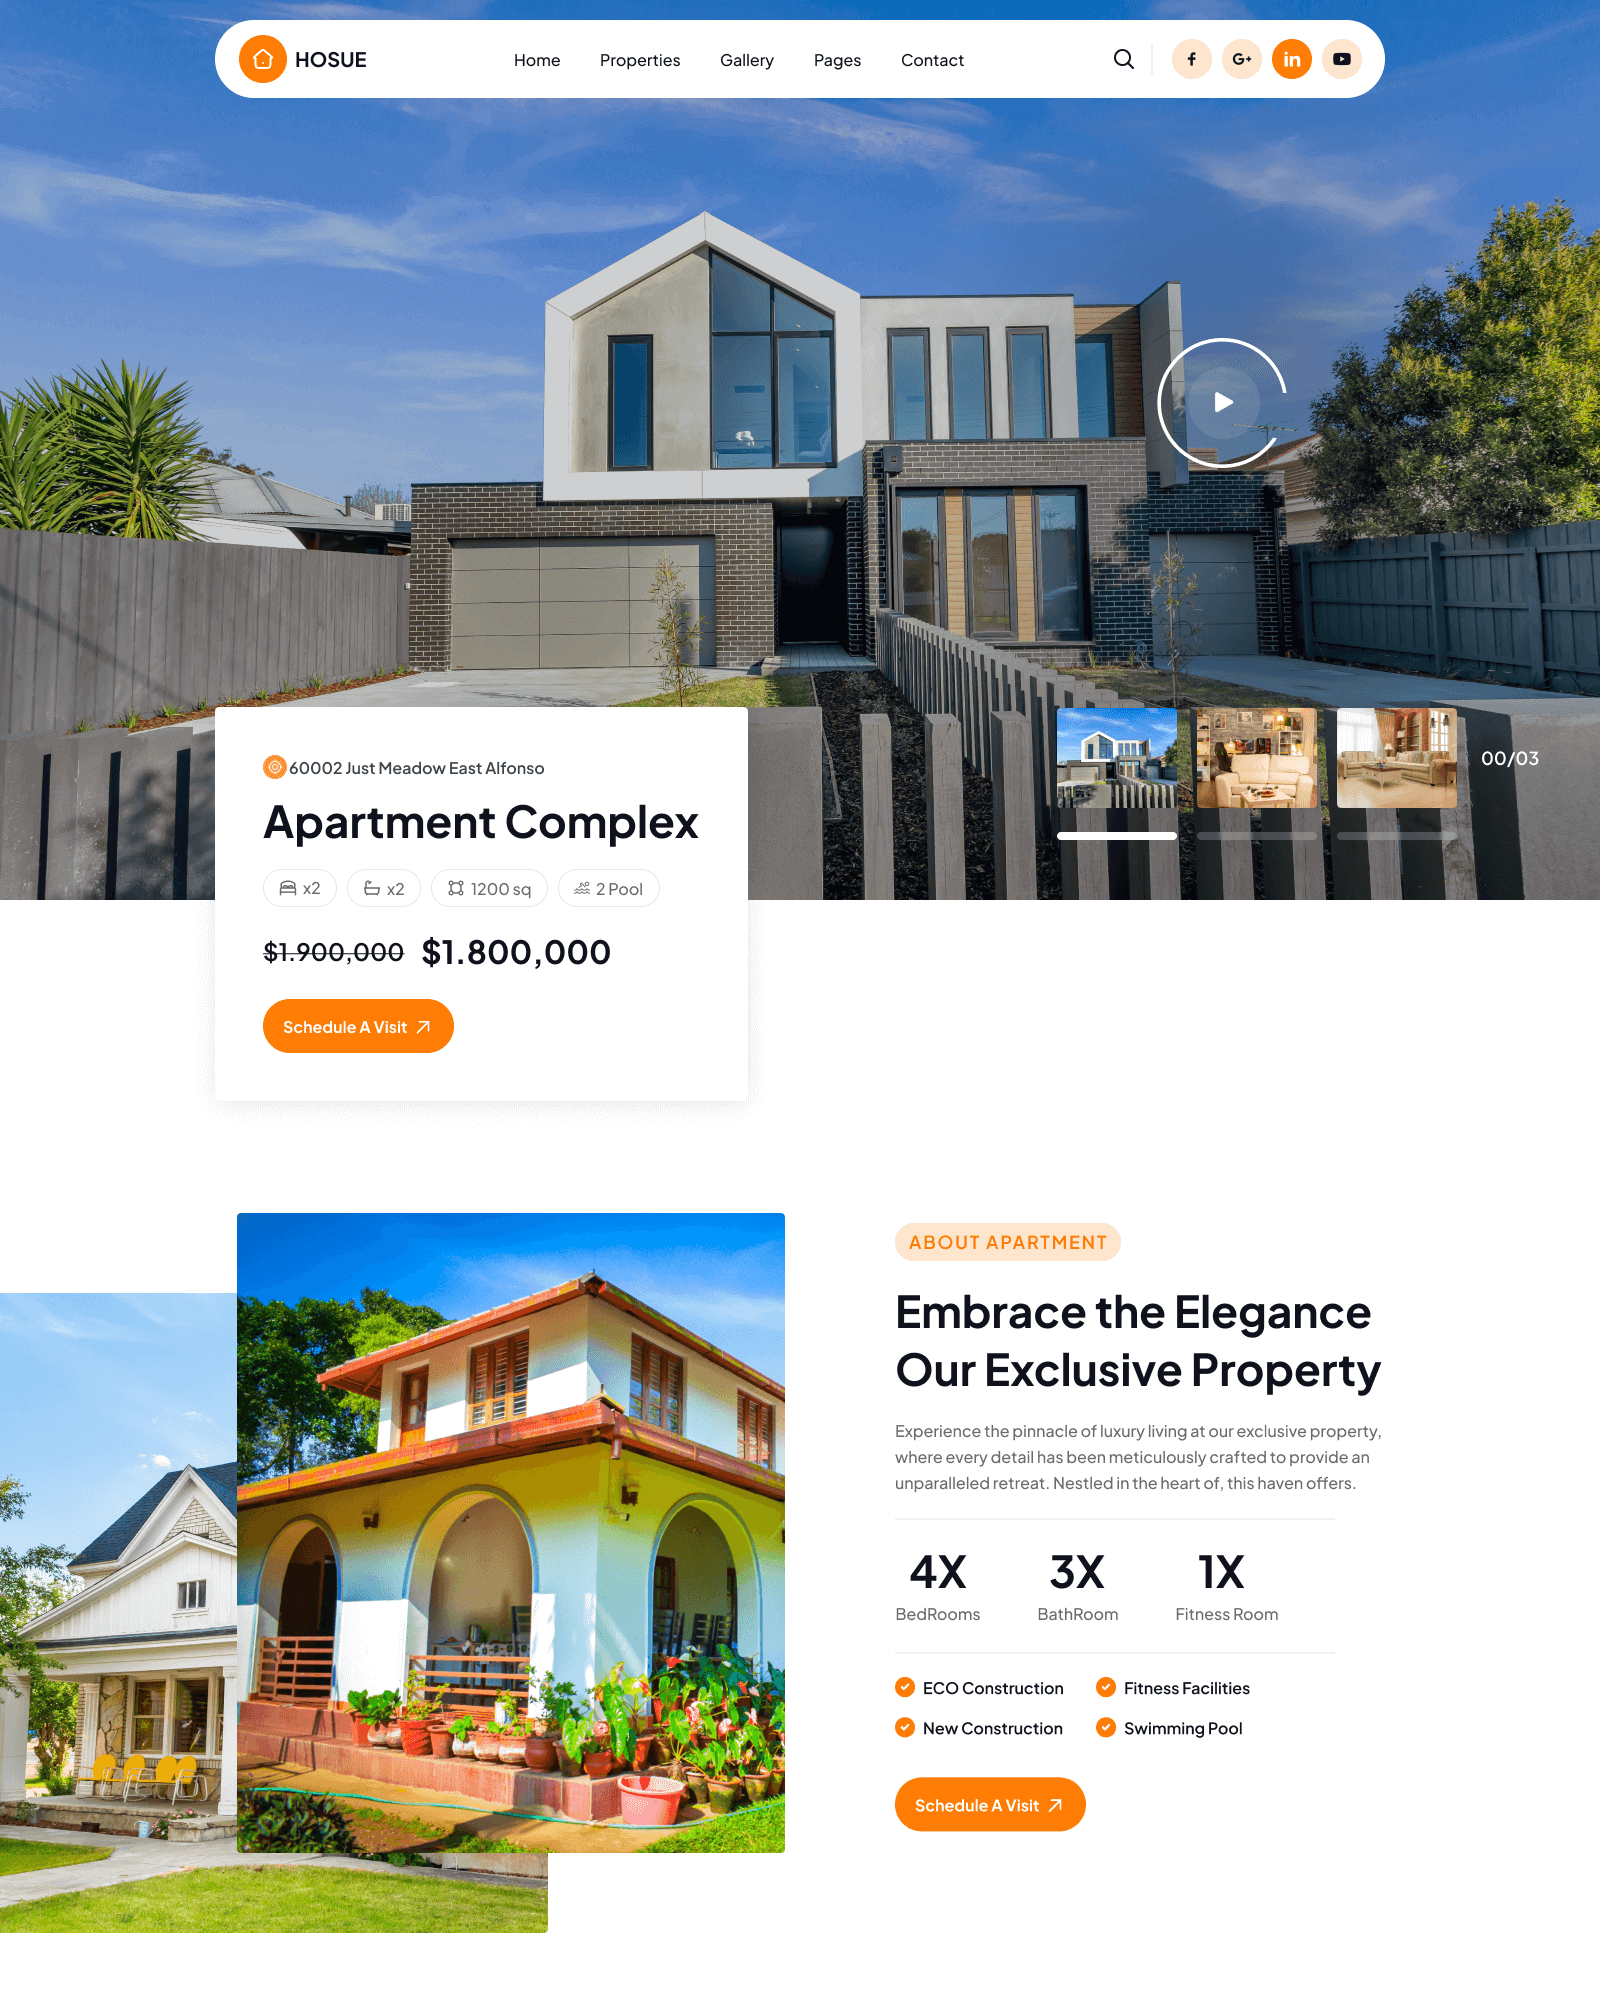 HOSUE
Home Properties Gallery Pages Contact
f G+ in
60002 Just Meadow East Alfonso
Apartment Complex
x2 x2 1200 sq 2 Pool
$1.900,000 $1.800,000
Schedule A Visit
00/03
ABOUT APARTMENT
Embrace the Elegance
Our Exclusive Property
Experience the pinnacle of luxury living at our exclusive property,
where every detail has been meticulously crafted to provide an
unparalleled retreat. Nestled in the heart of, this haven offers.
4X 3X 1X
BedRooms BathRoom Fitness Room
ECO Construction Fitness Facilities
New Construction Swimming Pool
Schedule A Visit